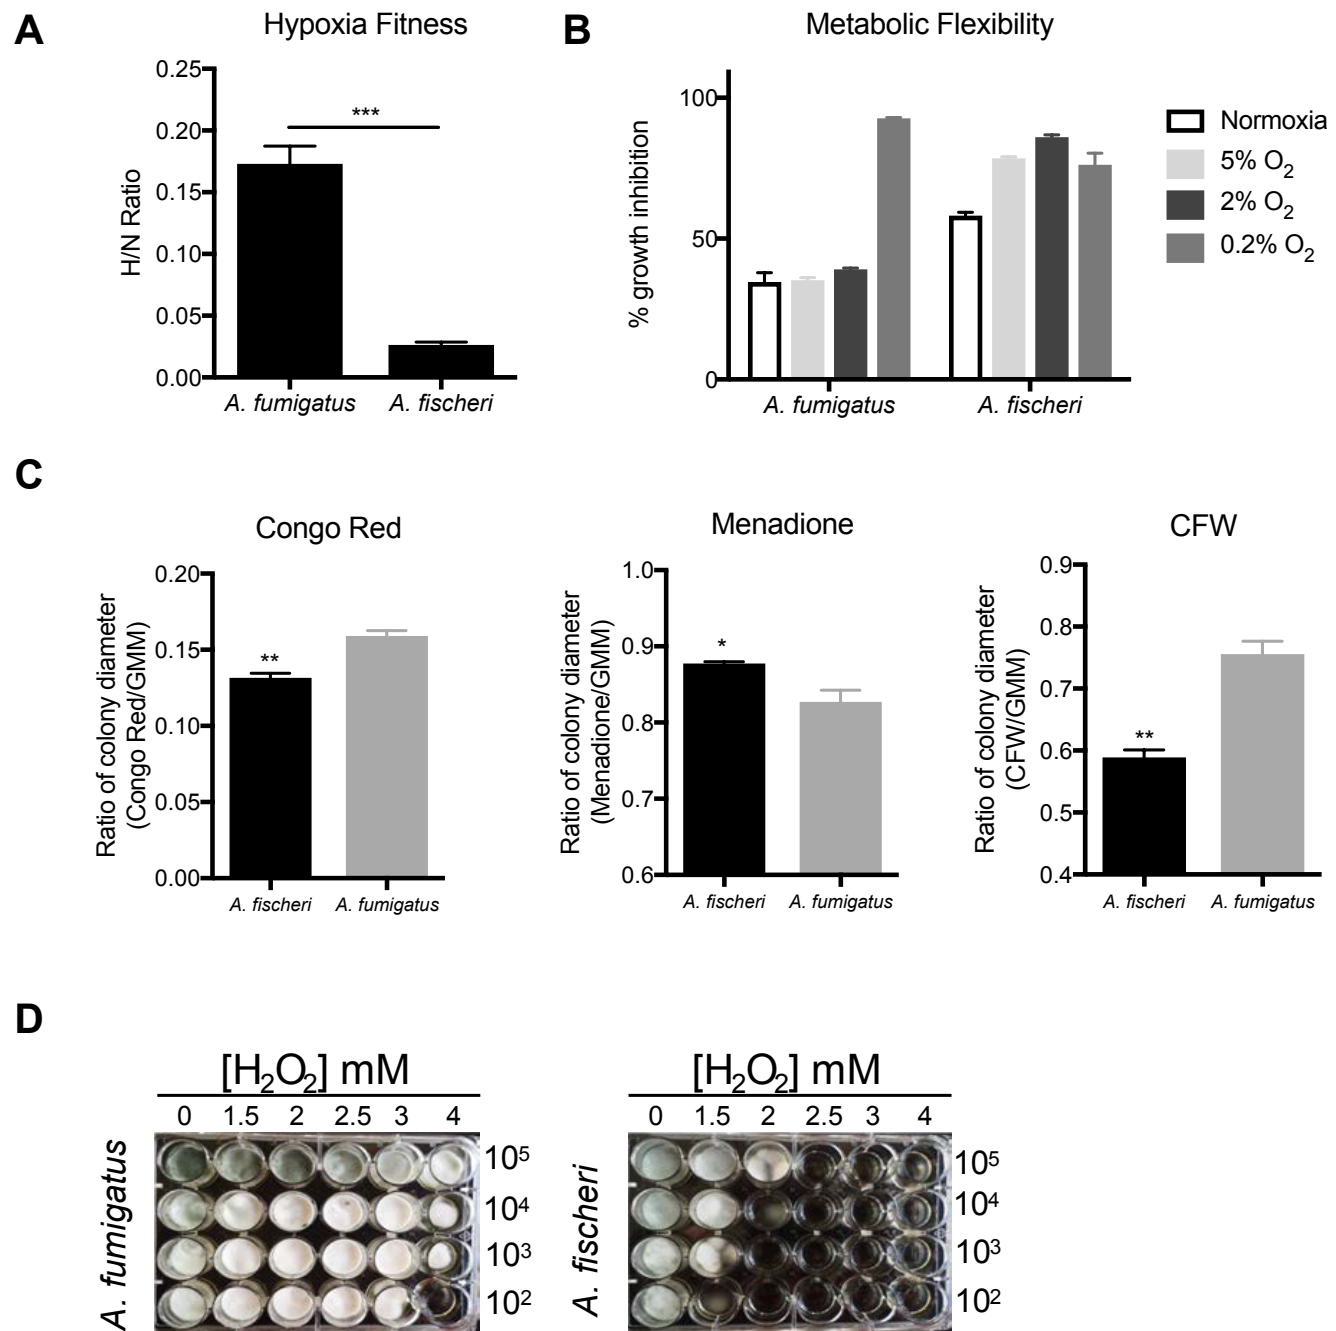 A
Hypoxia Fitness
H/N Ratio
0.25
0.20
0.15
0.10
0.05
0.00
***
A. fumigatus
A. fischeri
B
Metabolic Flexibility
% growth inhibition
100
50
0
A. fumigatus
A. fischeri
Normoxia
5% O₂
2% O₂
0.2% O₂
C
Congo Red
Ratio of colony diameter
(Congo Red/GMM)
0.20
0.15
0.10
0.05
0.00
**
A. fischeri
A. fumigatus
Menadione
Ratio of colony diameter
(Menadione/GMM)
1.0
0.9
0.8
0.7
0.6
*
A. fischeri
A. fumigatus
CFW
Ratio of colony diameter
(CFW/GMM)
0.9
0.8
0.7
0.6
0.5
0.4
**
A. fischeri
A. fumigatus
D
[H₂O₂] mM
0 1.5 2 2.5 3 4
A. fumigatus
10⁵
10⁴
10³
10²
[H₂O₂] mM
0 1.5 2 2.5 3 4
A. fischeri
10⁵
10⁴
10³
10²